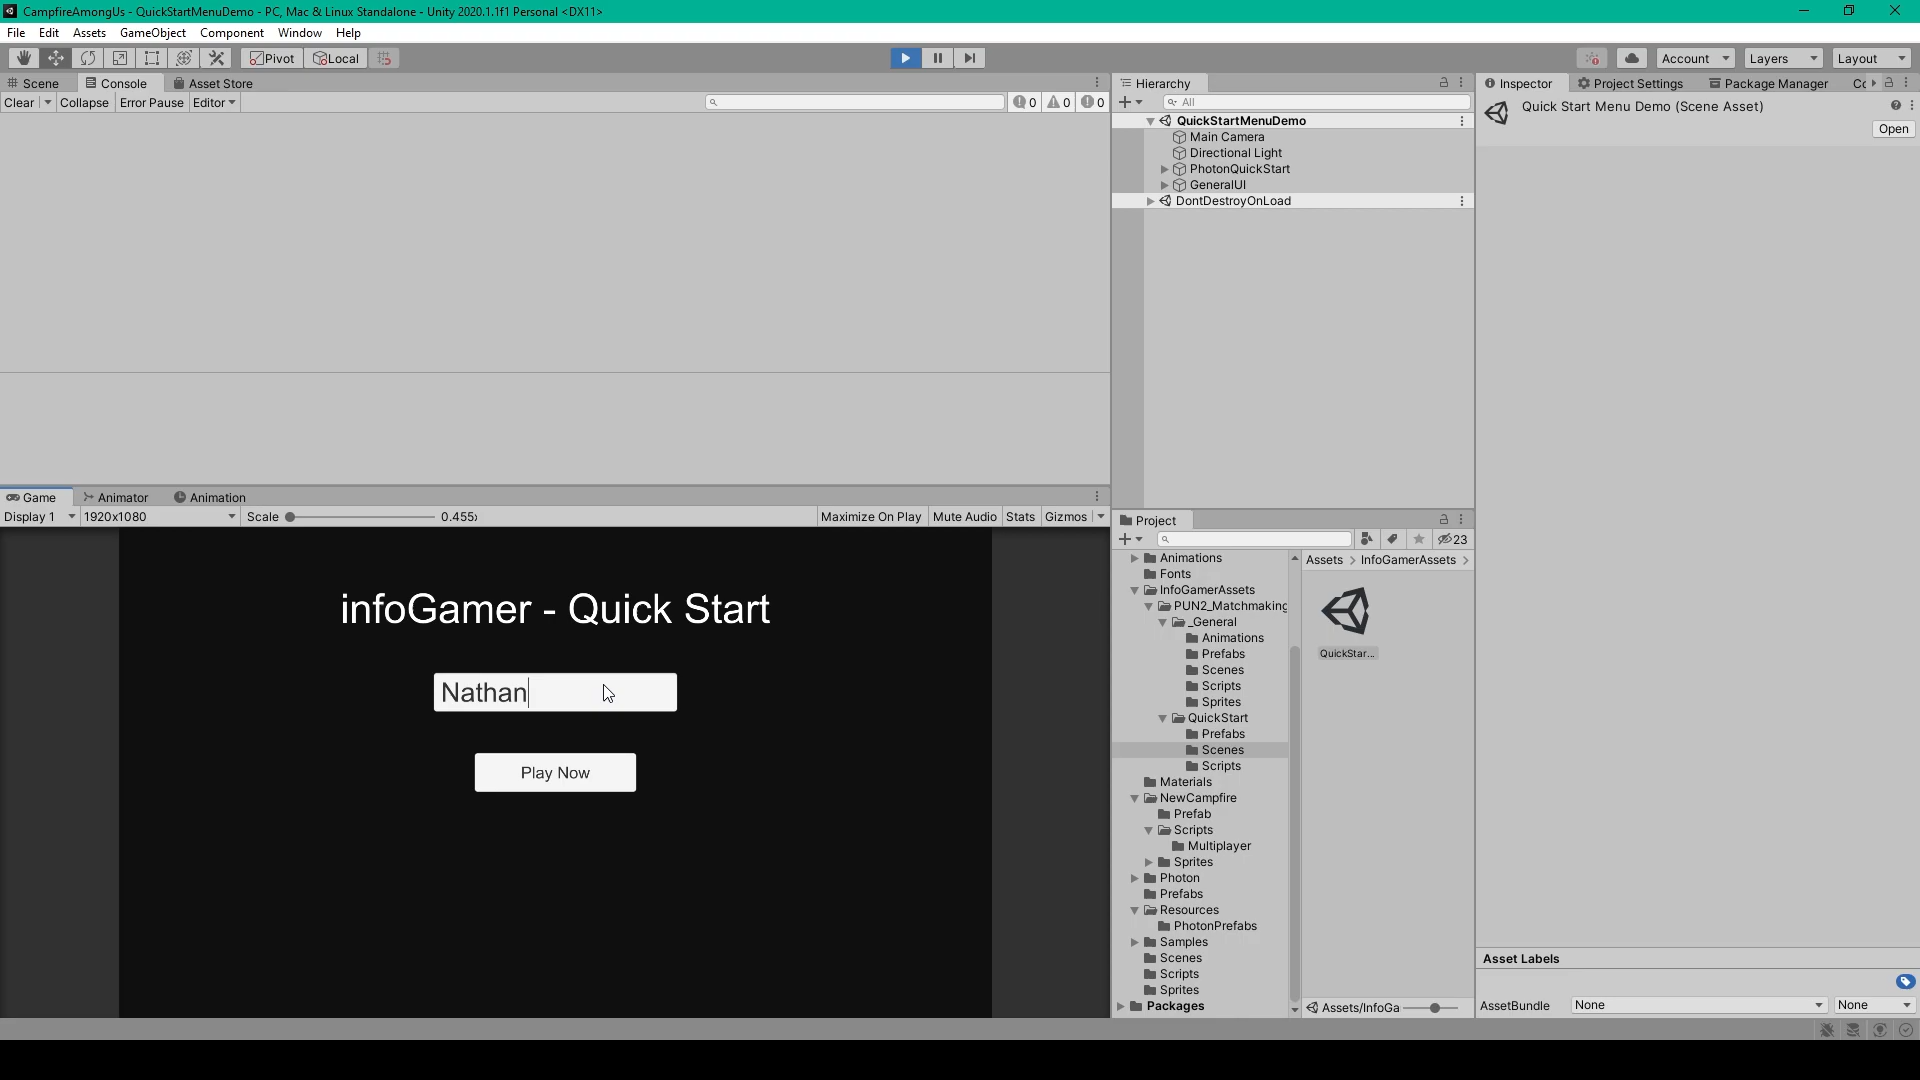 CampfireAmongUs - QuickStartMenuDemo - PC, Mac & Linux Standalone - Unity 2020.1.1f1 Personal <DX11>
File Edit Assets GameObject Component Window Help
Pivot Local Account Layers Layout
Scene Console Asset Store
Clear Collapse Error Pause Editor 0 0 0
Hierarchy
All
QuickStartMenuDemo
Main Camera
Directional Light
PhotonQuickStart
GeneralUI
DontDestroyOnLoad
Inspector Project Settings Package Manager Co
Quick Start Menu Demo (Scene Asset)
Open
Game Animator Animation
Display 1 1920x1080 Scale 0.455 Maximize On Play Mute Audio Stats Gizmos
infoGamer - Quick Start
Nathan
Play Now
Project
23
Animations
Fonts
InfoGamerAssets
PUN2_Matchmaking
_General
Animations
Prefabs
Scenes
Scripts
Sprites
QuickStart
Prefabs
Scenes
Scripts
Materials
NewCampfire
Prefab
Scripts
Multiplayer
Sprites
Photon
Prefabs
Resources
PhotonPrefabs
Samples
Scenes
Scripts
Sprites
Packages
Assets > InfoGamerAssets >
QuickStar...
Assets/InfoGa
Asset Labels
AssetBundle None None